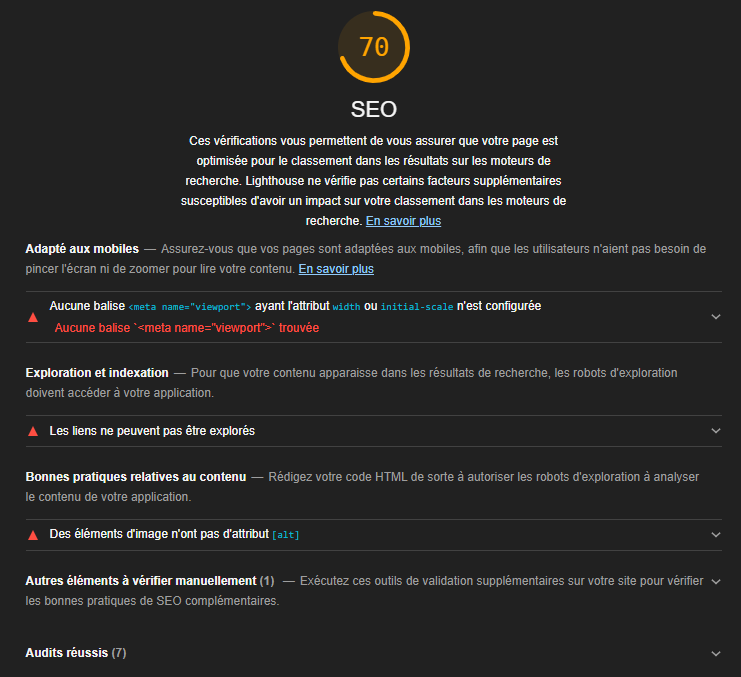 70
SEO
Ces vérifications vous permettent de vous assurer que votre page est
optimisée pour le classement dans les résultats sur les moteurs de
recherche. Lighthouse ne vérifie pas certains facteurs supplémentaires
susceptibles d'avoir un impact sur votre classement dans les moteurs de
recherche. En savoir plus
Adapté aux mobiles — Assurez-vous que vos pages sont adaptées aux mobiles, afin que les utilisateurs n'aient pas besoin de
pincer l'écran ni de zoomer pour lire votre contenu. En savoir plus
Aucune balise <meta name="viewport"> ayant l'attribut width ou initial-scale n'est configurée
Aucune balise `<meta name="viewport">` trouvée
Exploration et indexation — Pour que votre contenu apparaisse dans les résultats de recherche, les robots d'exploration
doivent accéder à votre application.
Les liens ne peuvent pas être explorés
Bonnes pratiques relatives au contenu — Rédigez votre code HTML de sorte à autoriser les robots d'exploration à analyser
le contenu de votre application.
Des éléments d'image n'ont pas d'attribut [alt]
Autres éléments à vérifier manuellement (1) — Exécutez ces outils de validation supplémentaires sur votre site pour vérifier
les bonnes pratiques de SEO complémentaires.
Audits réussis (7)